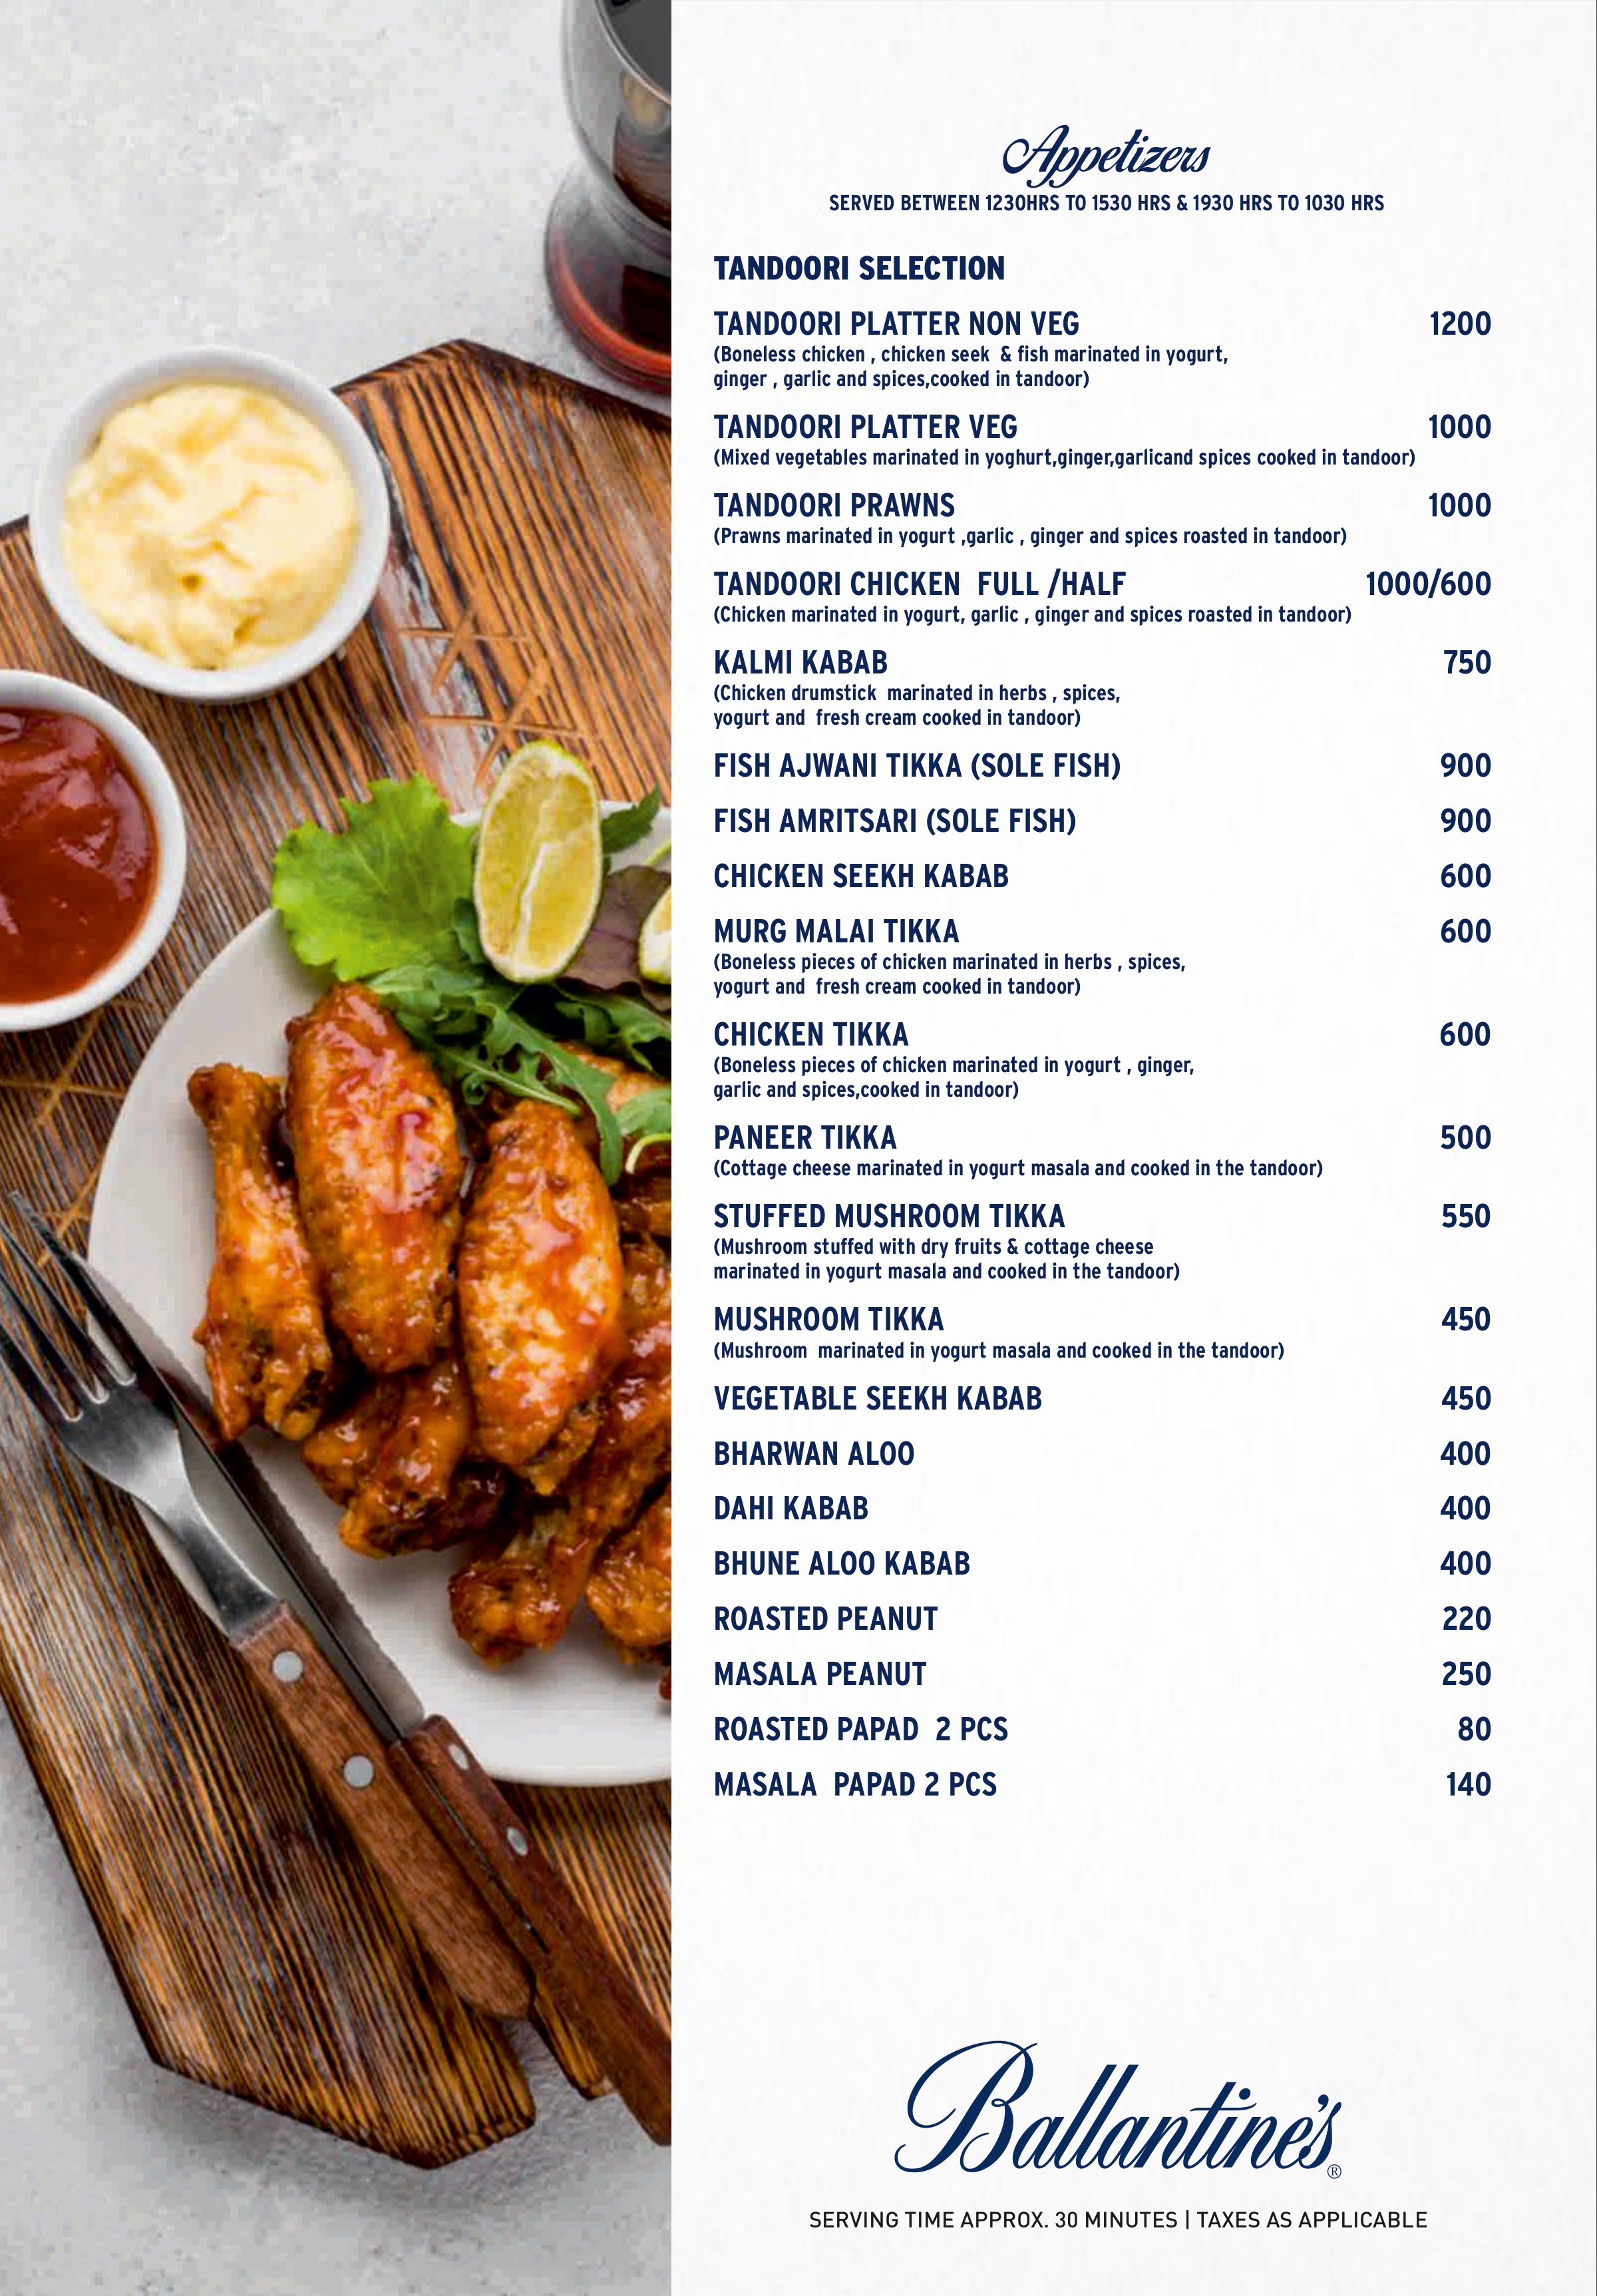 Appetizers
SERVED BETWEEN 1230HRS TO 1530 HRS & 1930 HRS TO 1030 HRS
TANDOORI SELECTION
TANDOORI PLATTER NON VEG 1200
(Boneless chicken , chicken seek & fish marinated in yogurt,
ginger , garlic and spices,cooked in tandoor)
TANDOORI PLATTER VEG 1000
(Mixed vegetables marinated in yoghurt,ginger,garlicand spices cooked in tandoor)
TANDOORI PRAWNS 1000
(Prawns marinated in yogurt ,garlic , ginger and spices roasted in tandoor)
TANDOORI CHICKEN FULL /HALF 1000/600
(Chicken marinated in yogurt, garlic , ginger and spices roasted in tandoor)
KALMI KABAB 750
(Chicken drumstick marinated in herbs , spices,
yogurt and fresh cream cooked in tandoor)
FISH AJWANI TIKKA (SOLE FISH) 900
FISH AMRITSARI (SOLE FISH) 900
CHICKEN SEEKH KABAB 600
MURG MALAI TIKKA 600
(Boneless pieces of chicken marinated in herbs , spices,
yogurt and fresh cream cooked in tandoor)
CHICKEN TIKKA 600
(Boneless pieces of chicken marinated in yogurt , ginger,
garlic and spices,cooked in tandoor)
PANEER TIKKA 500
(Cottage cheese marinated in yogurt masala and cooked in the tandoor)
STUFFED MUSHROOM TIKKA 550
(Mushroom stuffed with dry fruits & cottage cheese
marinated in yogurt masala and cooked in the tandoor)
MUSHROOM TIKKA 450
(Mushroom marinated in yogurt masala and cooked in the tandoor)
VEGETABLE SEEKH KABAB 450
BHARWAN ALOO 400
DAHI KABAB 400
BHUNE ALOO KABAB 400
ROASTED PEANUT 220
MASALA PEANUT 250
ROASTED PAPAD 2 PCS 80
MASALA PAPAD 2 PCS 140
Ballantine's®
SERVING TIME APPROX. 30 MINUTES | TAXES AS APPLICABLE